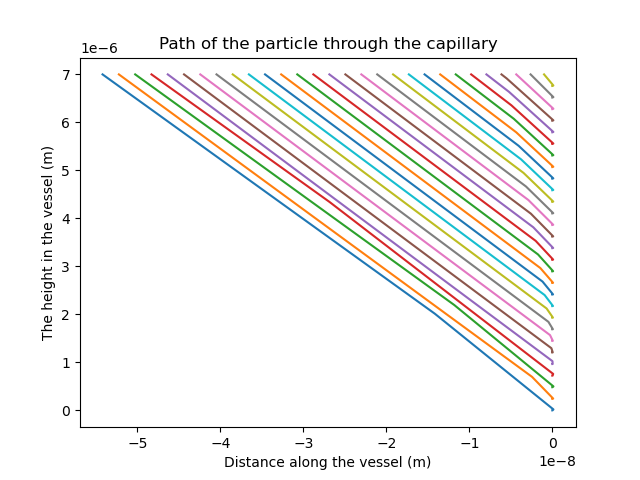 Path of the particle through the capillary
1e−6
The height in the vessel (m)
7
6
5
4
3
2
1
0
−5
−4
−3
−2
−1
0
1e−8
Distance along the vessel (m)